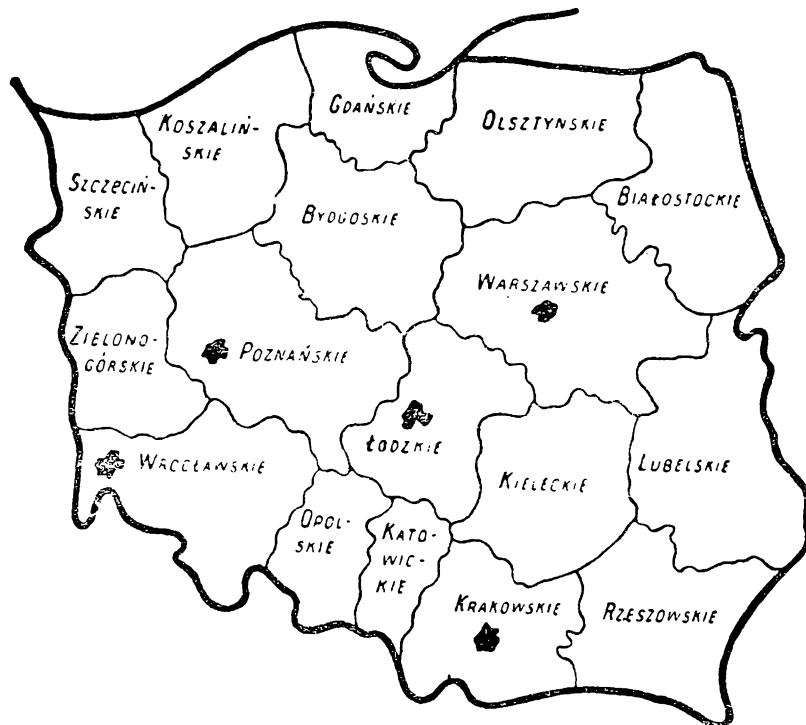 GDAŃSKIE
KOSZALIŃ-
SKIE
OLSZTYNSKIE
SZCZECIŃ-
SKIE
BYDGOSKIE
BIAŁOSTOCKIE
WARSZAWSKIE
ZIELONO-
GÓRSKIE
POZNAŃSKIE
WROCŁAWSKIE
ŁODZKIE
KIELECKIE
LUBELSKIE
OPOL-
SKIE
KATO-
WIC-
KIE
KRAKOWSKIE
RZESZOWSKIE